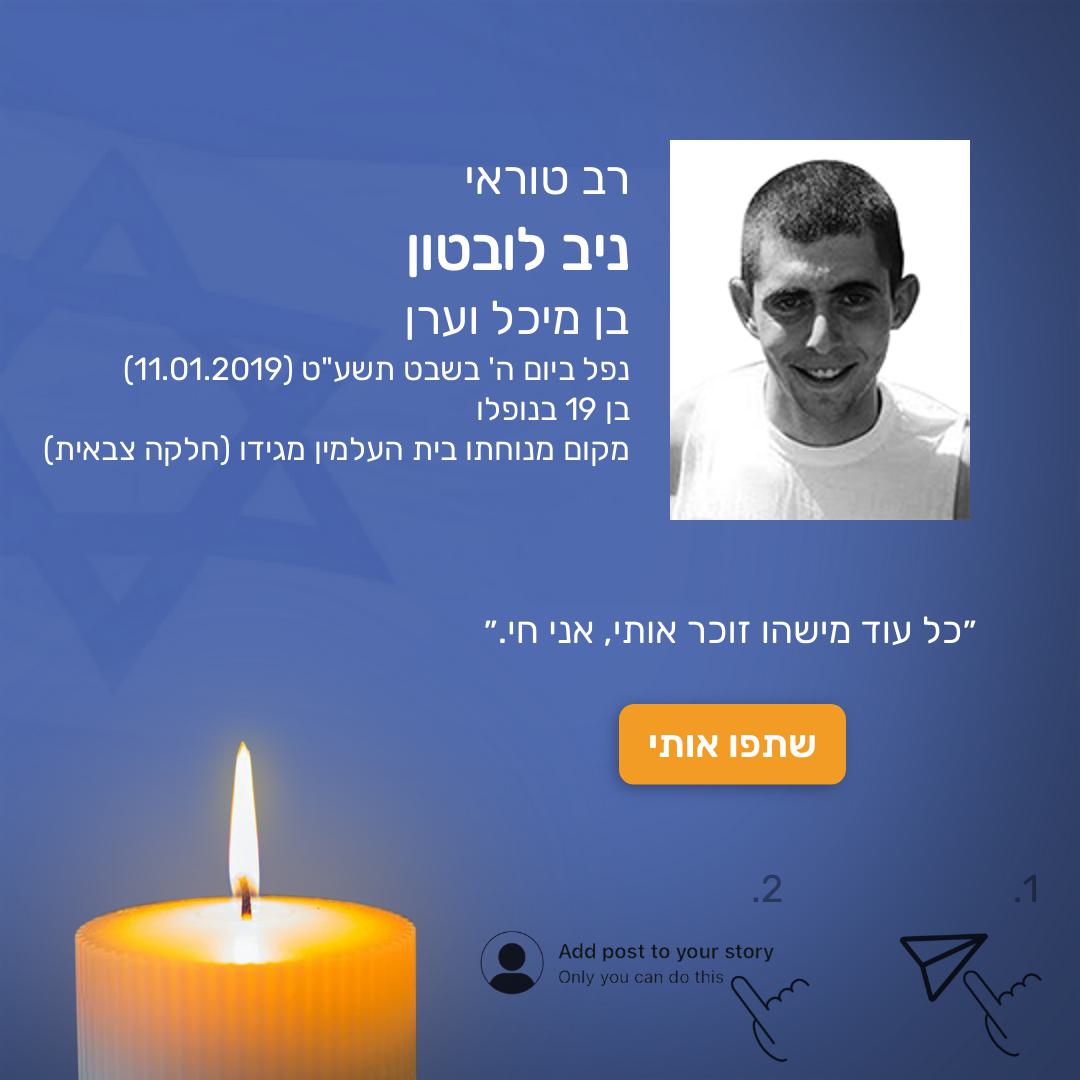 רב טוראי
ניב לובטון
בן מיכל וערן
נפל ביום ה' בשבט תשע"ט (11.01.2019)
בן 19 בנופלו
מקום מנוחתו בית העלמין מגידו (חלקה צבאית)
״כל עוד מישהו זוכר אותי, אני חי.״
שתפו אותי
.1
.2
Add post to your story
Only you can do this